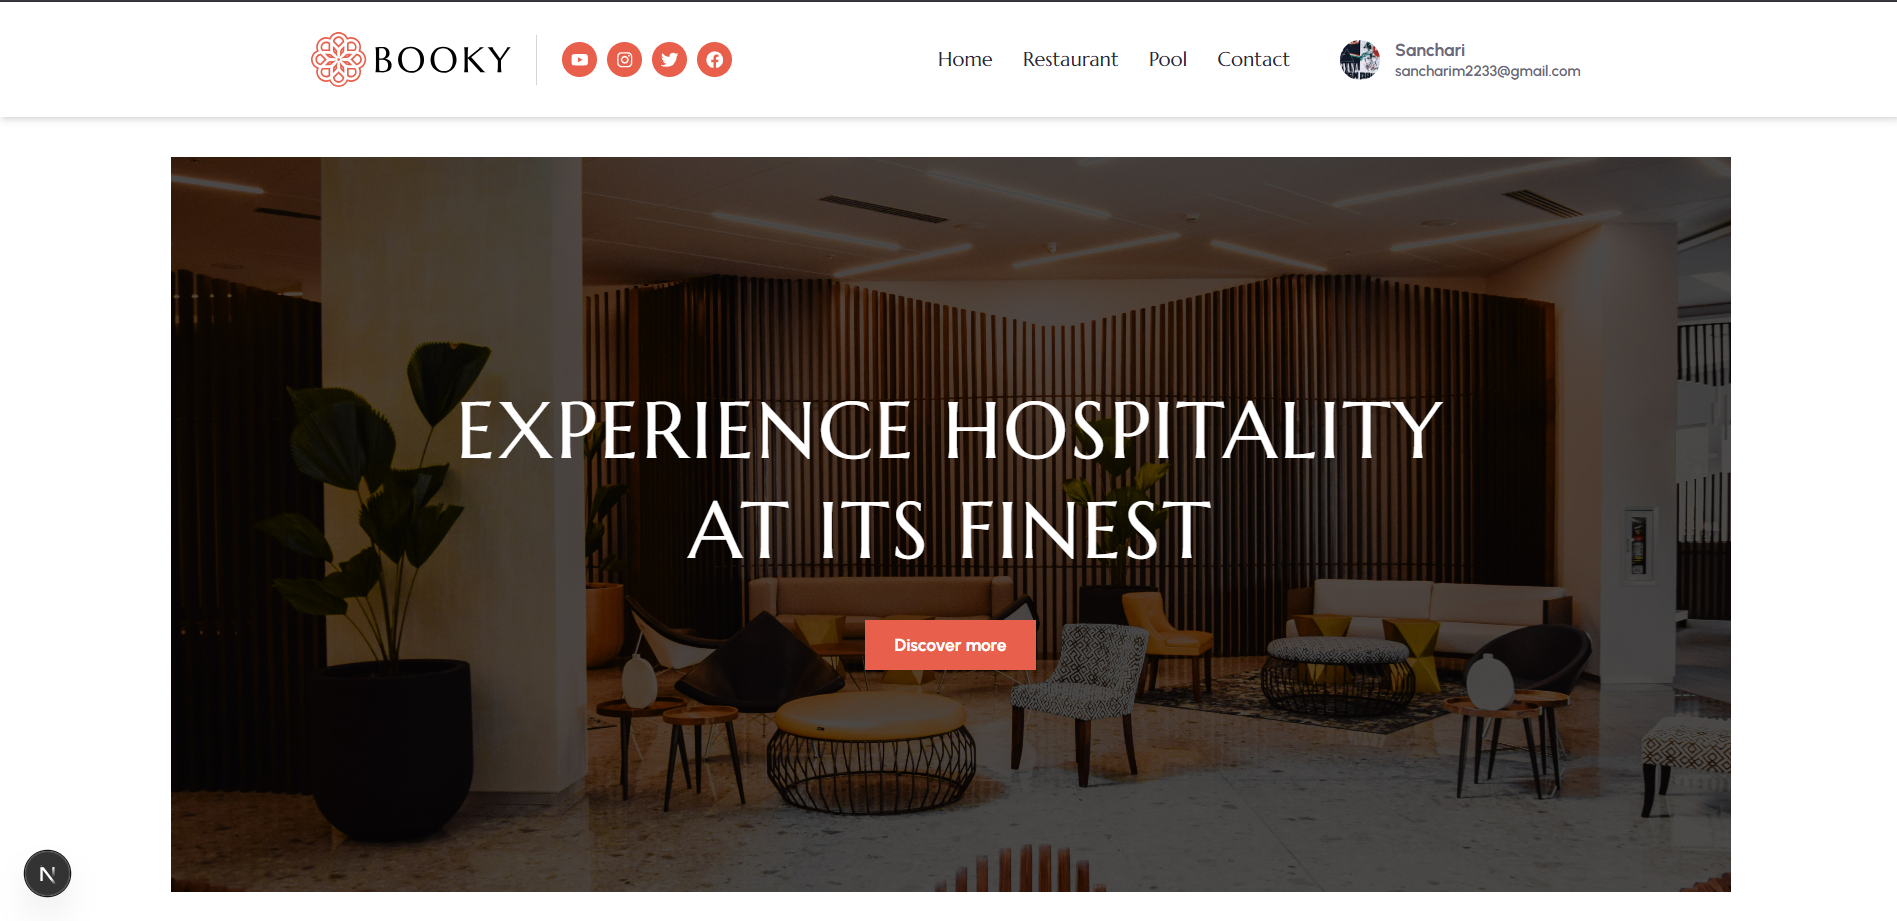 BOOKY
Home Restaurant Pool Contact
Sanchari
sancharim2233@gmail.com
EXPERIENCE HOSPITALITY
AT ITS FINEST
Discover more
N